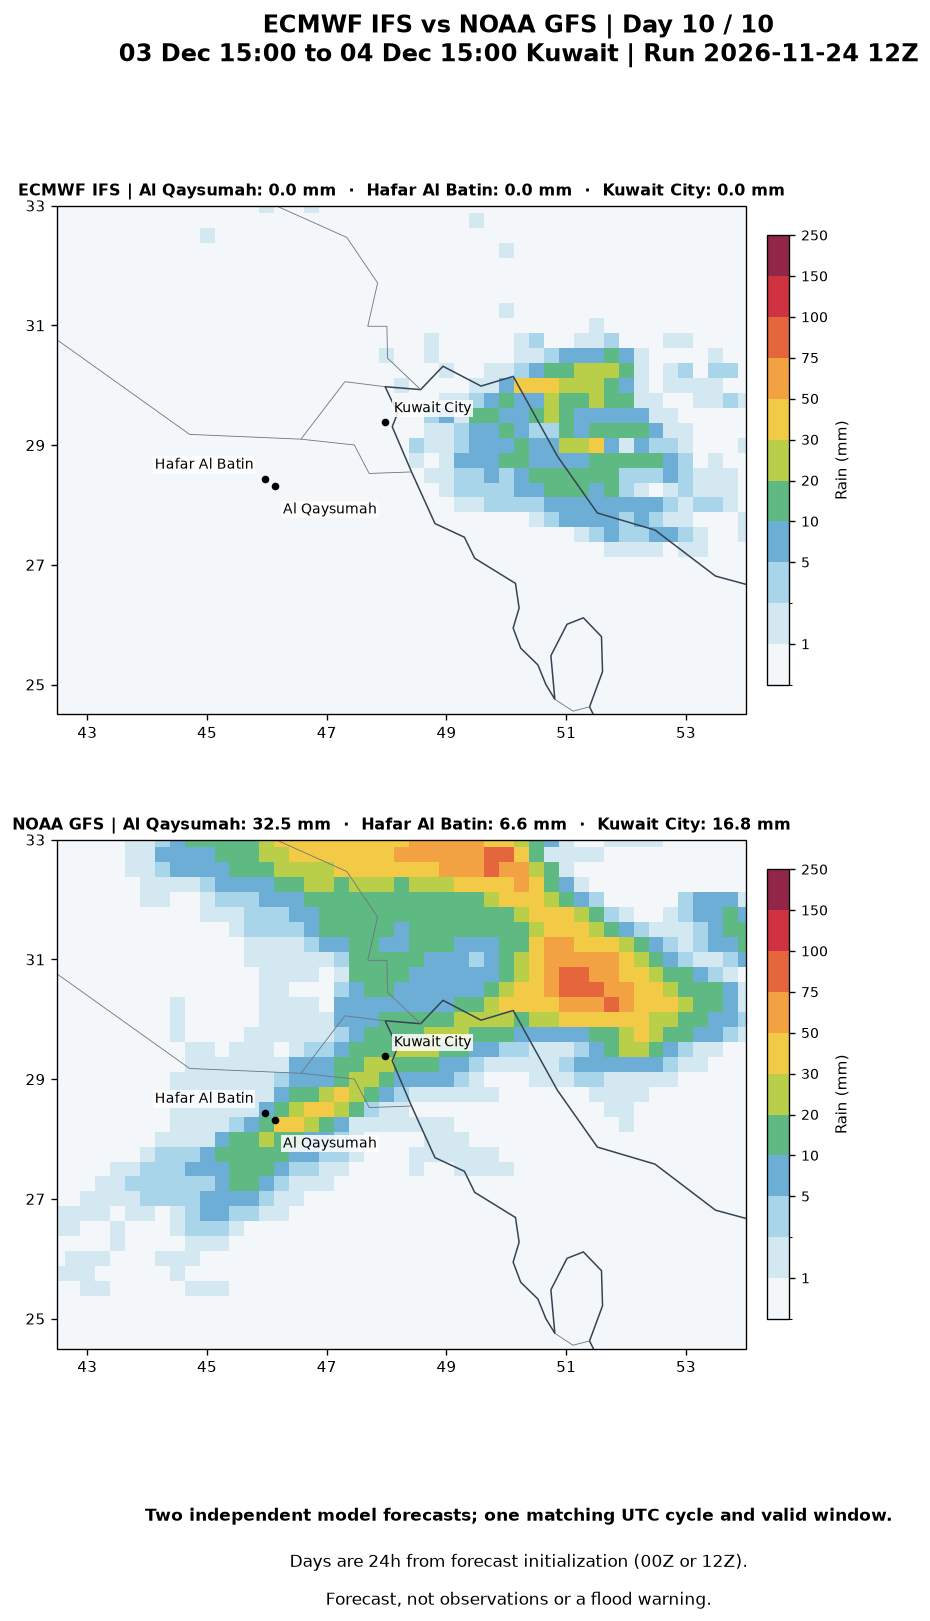 ECMWF IFS vs NOAA GFS | Day 10 / 10
03 Dec 15:00 to 04 Dec 15:00 Kuwait | Run 2026-11-24 12Z
ECMWF IFS | Al Qaysumah: 0.0 mm · Hafar Al Batin: 0.0 mm · Kuwait City: 0.0 mm
33
31
29
27
25
43
45
47
49
51
53
Kuwait City
Hafar Al Batin
Al Qaysumah
250
150
100
75
50
30
20
10
5
1
Rain (mm)
NOAA GFS | Al Qaysumah: 32.5 mm · Hafar Al Batin: 6.6 mm · Kuwait City: 16.8 mm
33
31
29
27
25
43
45
47
49
51
53
Kuwait City
Hafar Al Batin
Al Qaysumah
250
150
100
75
50
30
20
10
5
1
Rain (mm)
Two independent model forecasts; one matching UTC cycle and valid window.
Days are 24h from forecast initialization (00Z or 12Z).
Forecast, not observations or a flood warning.